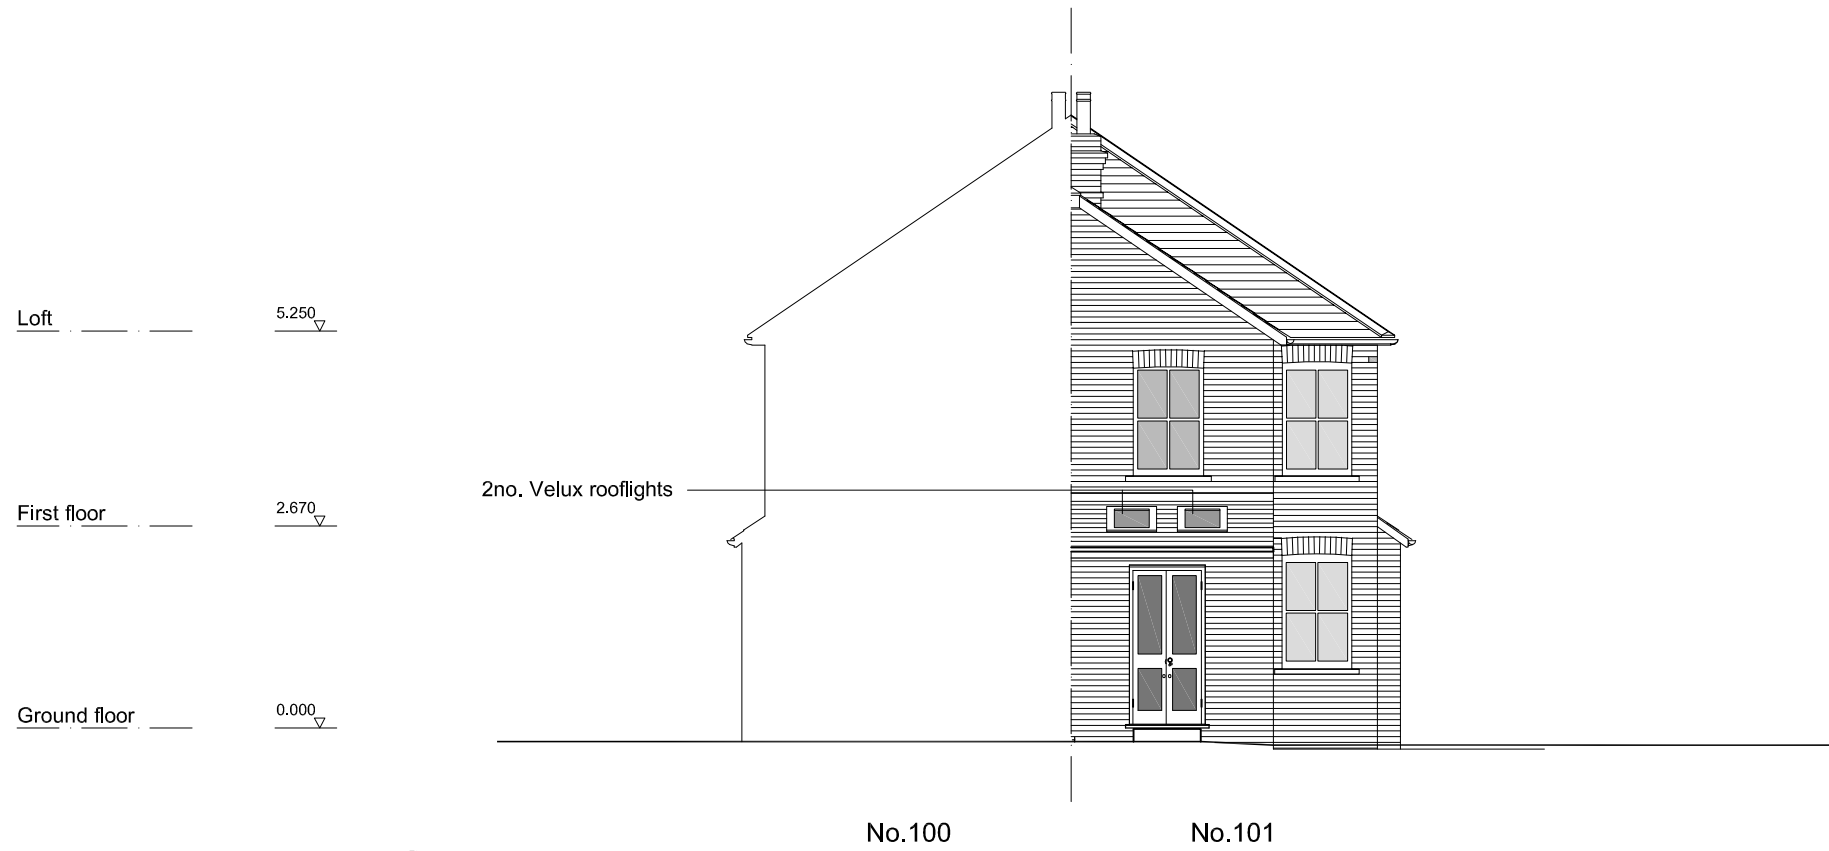 Loft 5.250
2no. Velux rooflights
First floor 2.670
Ground floor 0.000
No.100 No.101